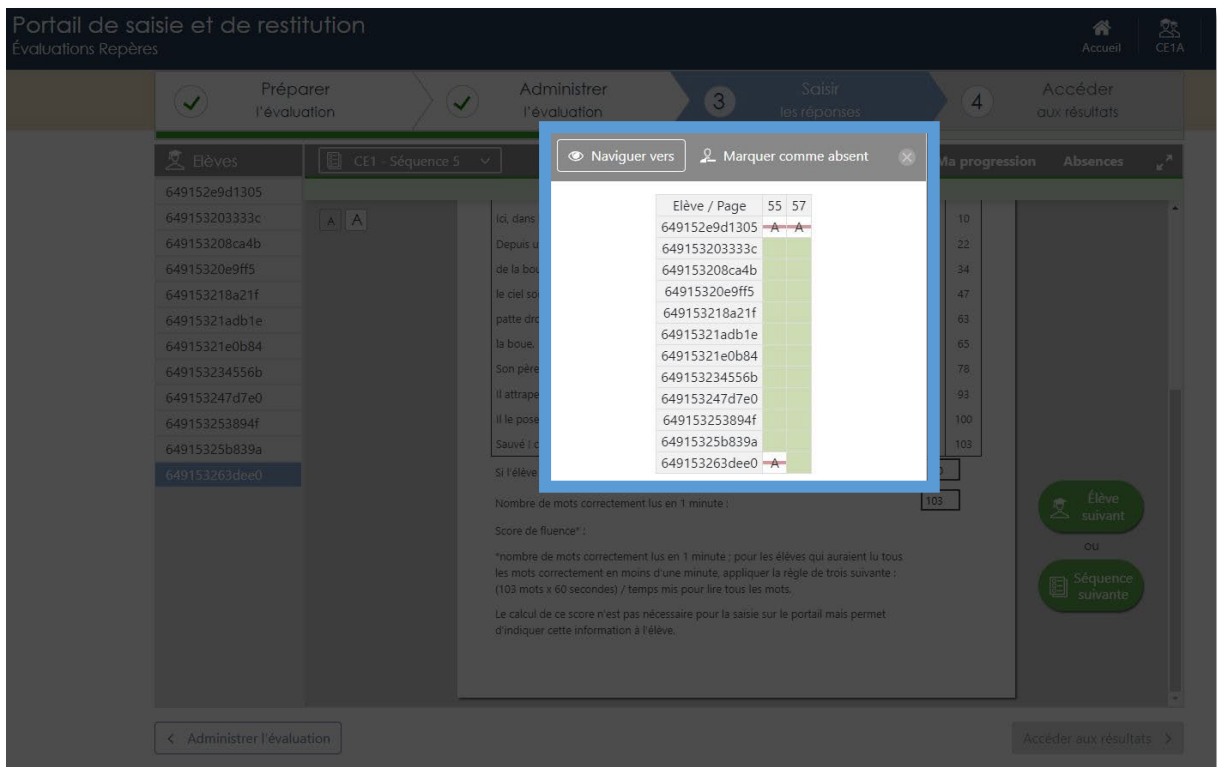 Portail de saisie et de restitution
Évaluations Repères
Accueil
CE1A
Préparer
l'évaluation
Administrer
l'évaluation
3
Saisir
les réponses
4
Accéder
aux résultats
Elèves
CE1 - Séquence 5
Naviguer vers
Marquer comme absent
Ma progression
Absences
649152e9d1305
649153203333c
649153208ca4b
64915320e9ff5
649153218a21f
64915321adb1e
64915321e0b84
649153234556b
649153247d7e0
649153253894f
64915325b839a
649153263dee0
A A
Elève / Page 55 57
649152e9d1305 A A
649153203333c
649153208ca4b
64915320e9ff5
649153218a21f
64915321adb1e
64915321e0b84
649153234556b
649153247d7e0
649153253894f
64915325b839a
649153263dee0 A
ici, dans 10
Depuis 22
de la 34
le ciel 47
patte 63
la boue. 65
Son père 78
Il attrape 93
Il le pose 100
Sauvé ! 103
Si l'élève
Nombre de mots correctement lus en 1 minute : 103
Score de fluence* :
*nombre de mots correctement lus en 1 minute ; pour les élèves qui auraient lu tous
les mots correctement en moins d'une minute, appliquer la règle de trois suivante :
(103 mots x 60 secondes) / temps mis pour lire tous les mots.
Le calcul de ce score n'est pas nécessaire pour la saisie sur le portail mais permet
d'indiquer cette information à l'élève.
Élève
suivant
ou
Séquence
suivante
Administrer l'évaluation
Accéder aux résultats